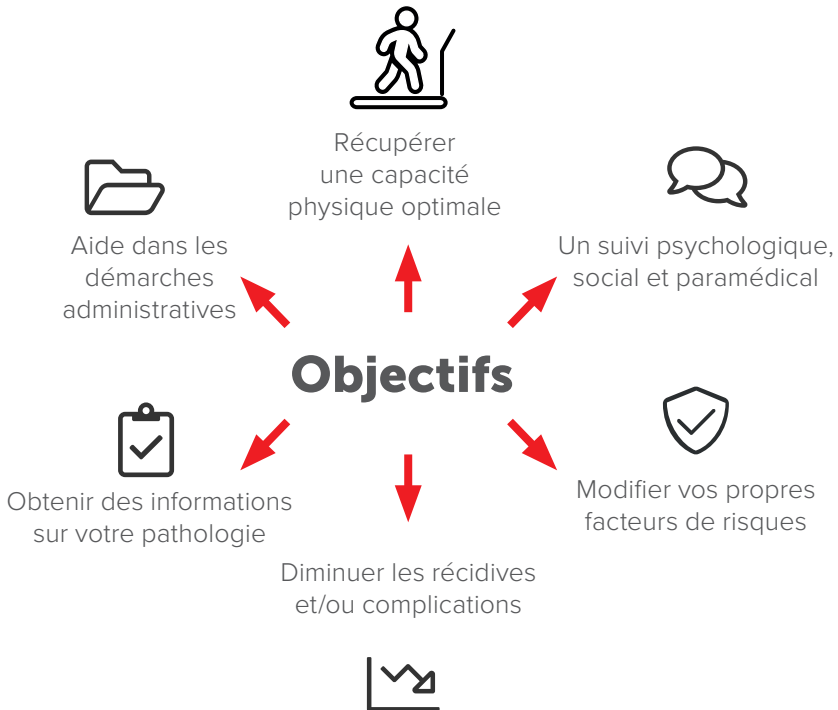 Récupérer
une capacité
physique optimale
Aide dans les
démarches
administratives
Un suivi psychologique,
social et paramédical
Objectifs
Obtenir des informations
sur votre pathologie
Modifier vos propres
facteurs de risques
Diminuer les récidives
et/ou complications